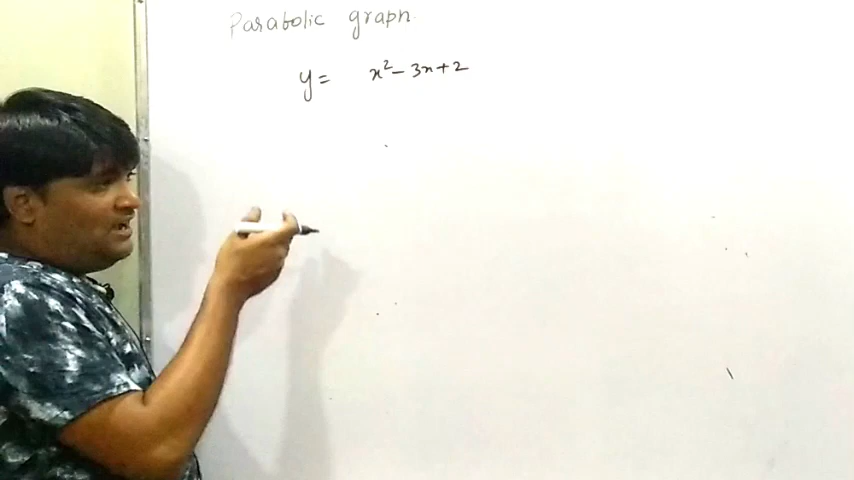 Parabolic graph
y = x² - 3x + 2